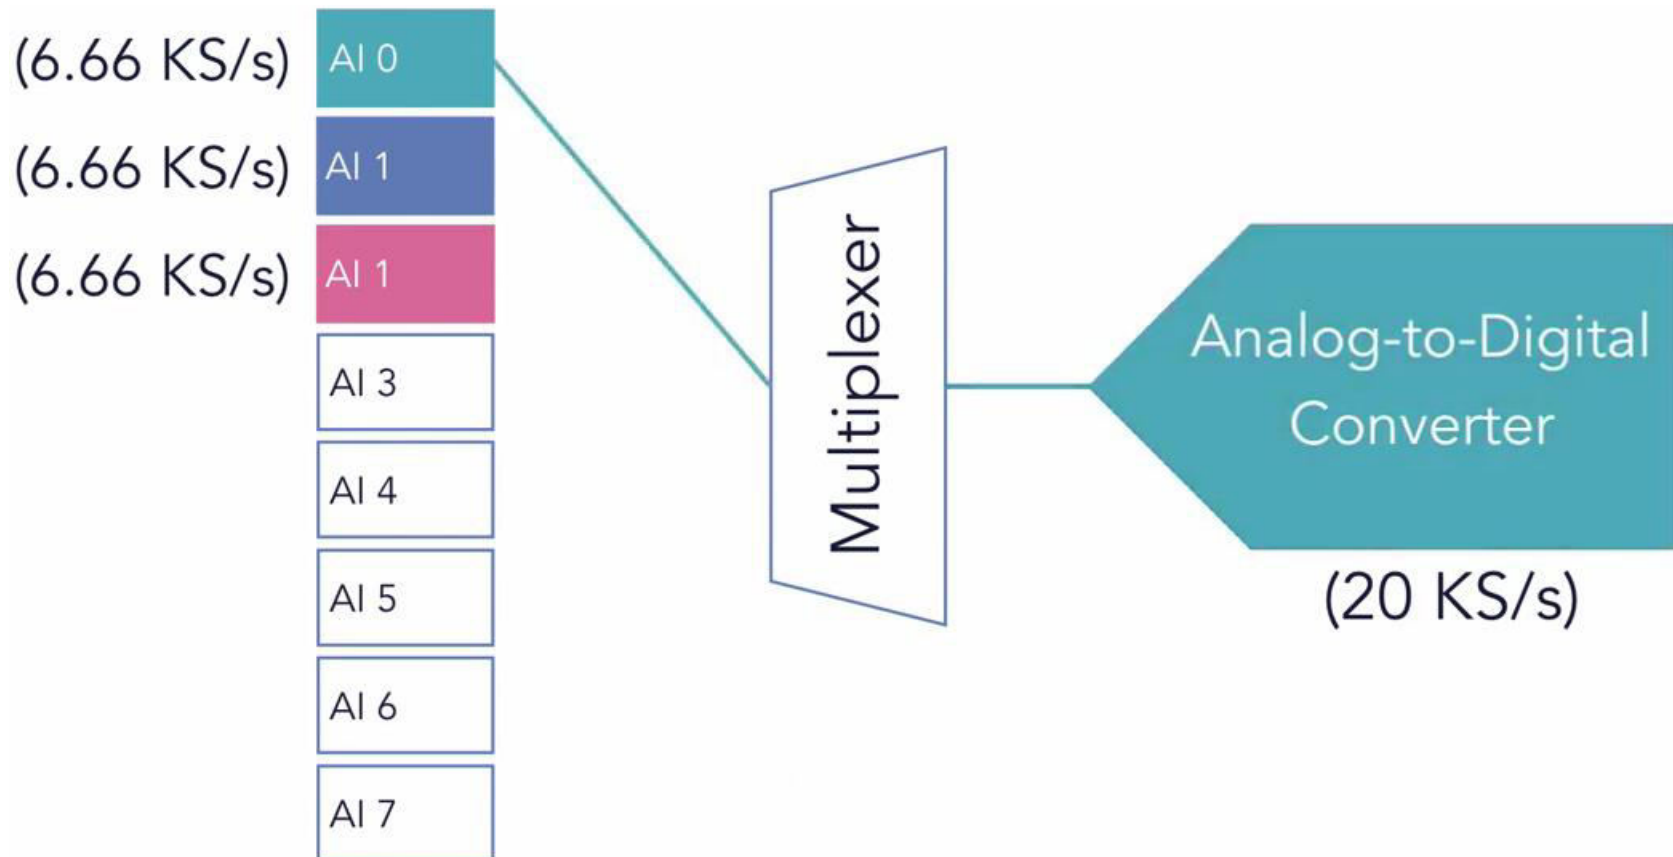 (6.66 KS/s) AI 0
(6.66 KS/s) AI 1
(6.66 KS/s) AI 1
AI 3
AI 4
AI 5
AI 6
AI 7
Multiplexer
Analog-to-Digital
Converter
(20 KS/s)